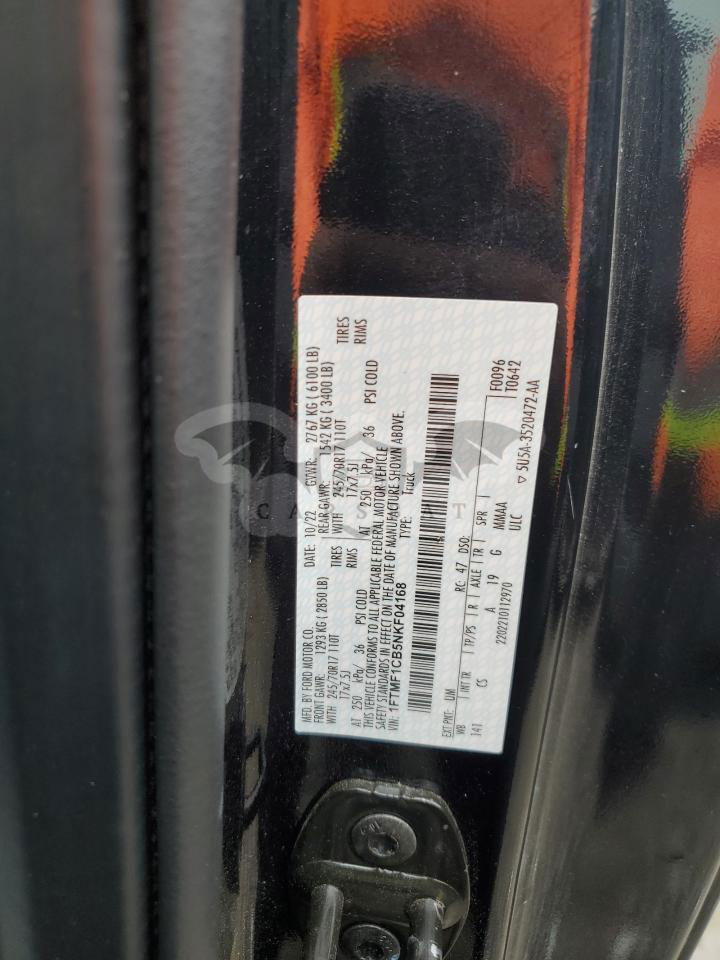 MFD. BY FORD MOTOR CO.
DATE: 10/22 GVWR: 2767 KG ( 6100 LB)
FRONT GAWR: 1293 KG ( 2850 LB)
REAR GAWR: 1542 KG ( 3400 LB)
WITH 245/70R17 110T TIRES
WITH 245/70R17 110T TIRES
17x7.5J RIMS
17x7.5J RIMS
AT 250 kPa/ 36 PSI COLD
AT 250 kPa/ 36 PSI COLD
THIS VEHICLE CONFORMS TO ALL APPLICABLE FEDERAL MOTOR VEHICLE
SAFETY STANDARDS IN EFFECT ON THE DATE OF MANUFACTURE SHOWN ABOVE.
VIN: 1FTMF1CB5NKF04168 TYPE: Truck
EXT PNT: UM RC: 47 DSO: F0096
WB INT TR TP/PS R AXLE TR SPR T0642
141 CS A 19 G MMAA
ULC
2202210112970
▽ 5U5A-3520472-AA
CARSFAT